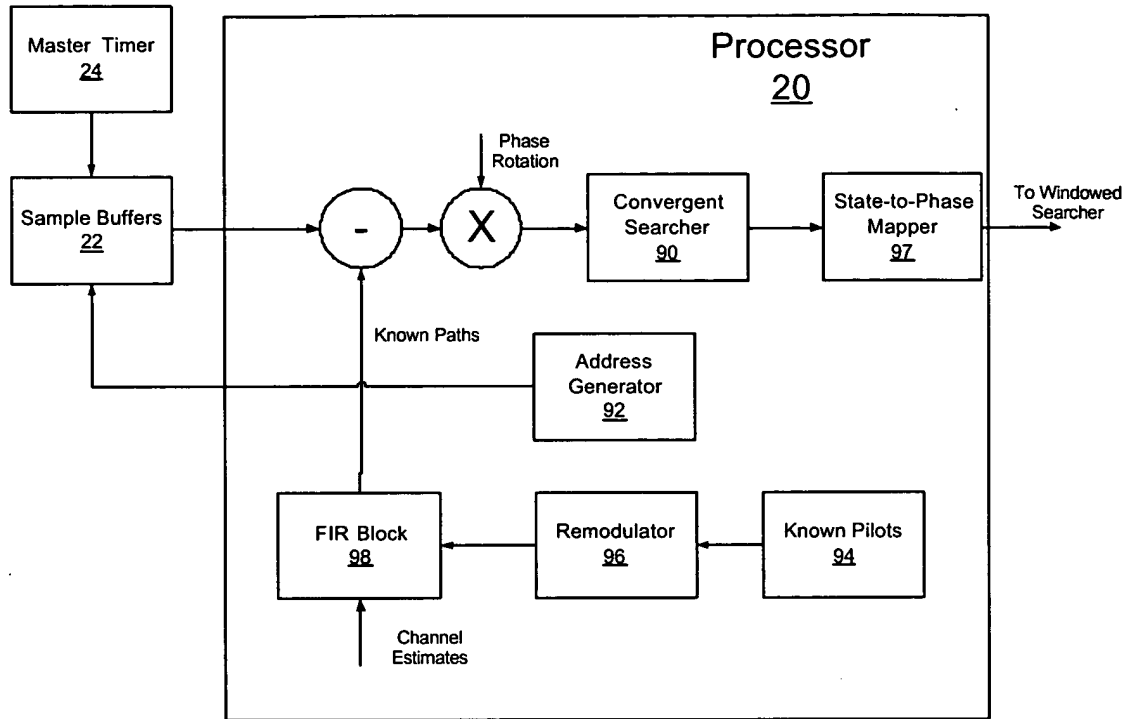 Master Timer
24
Processor
20
Phase
Rotation
Sample Buffers
22
-
X
Convergent
Searcher
90
State-to-Phase
Mapper
97
To Windowed
Searcher
Known Paths
Address
Generator
92
FIR Block
98
Remodulator
96
Known Pilots
94
Channel
Estimates